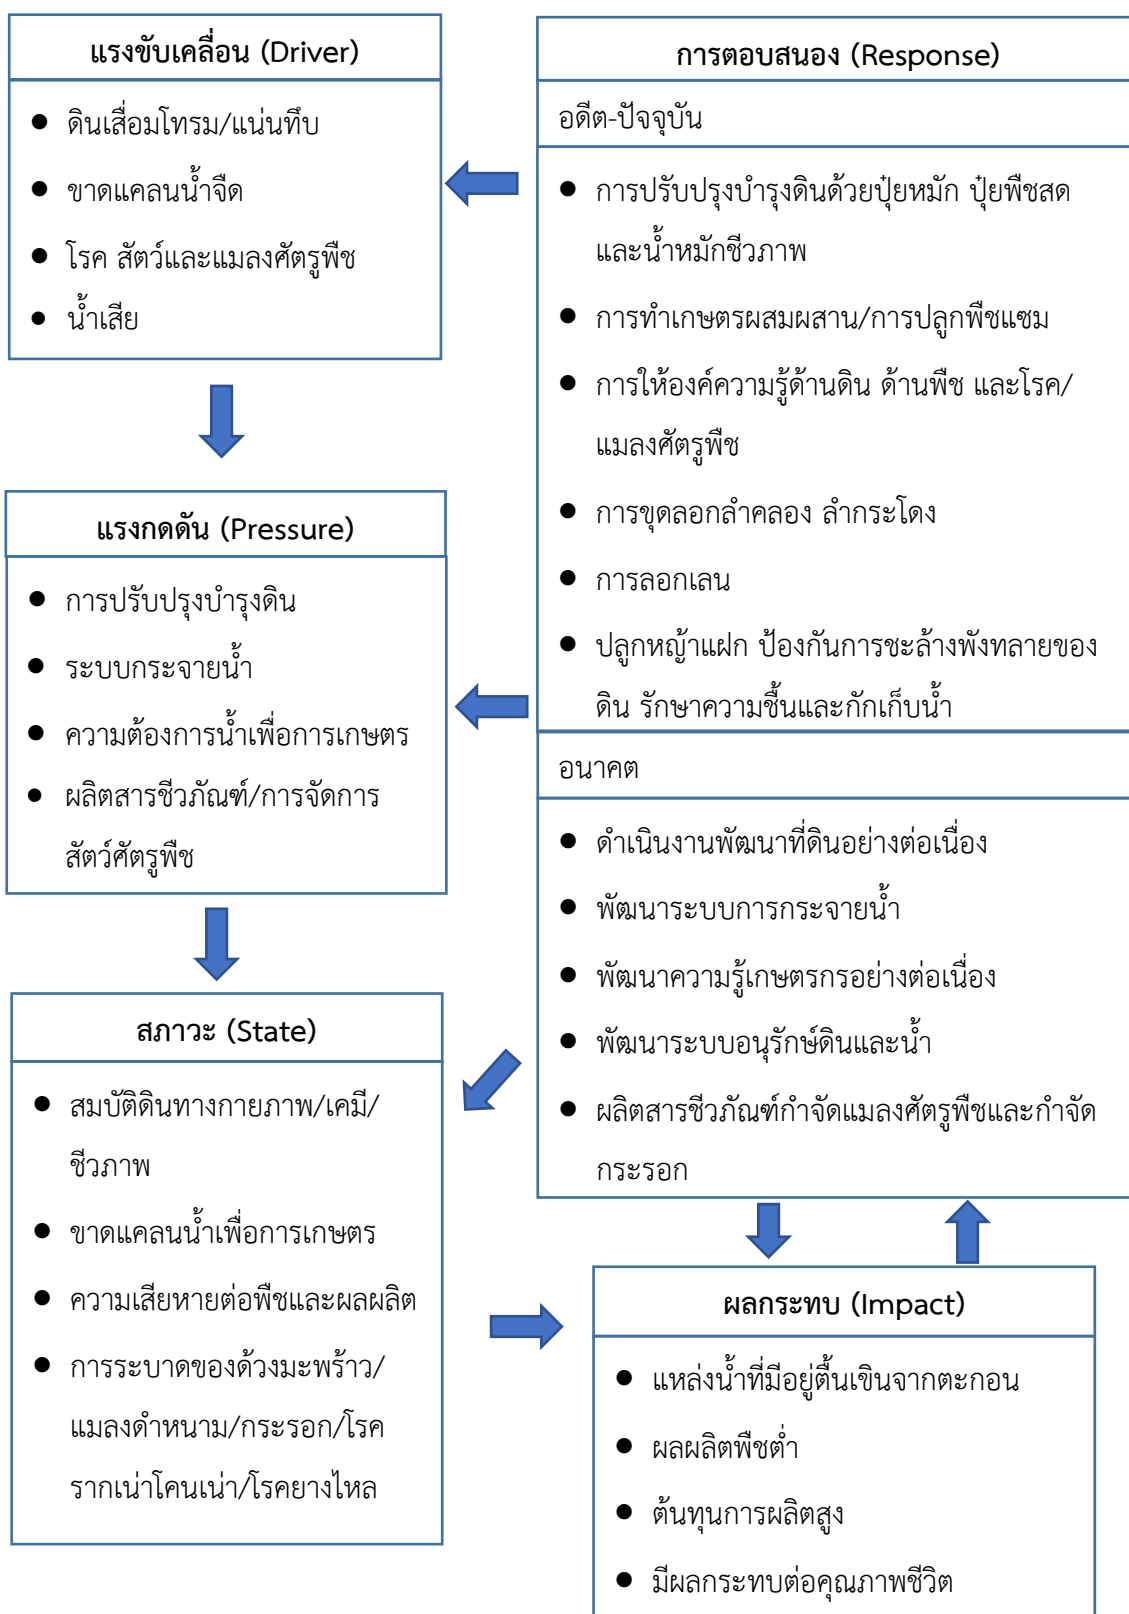 แรงขับเคลื่อน (Driver)
ดินเสื่อมโทรม/แน่นทึบ
ขาดแคลนน้ำจืด
โรค สัตว์และแมลงศัตรูพืช
น้ำเสีย
แรงกดดัน (Pressure)
การปรับปรุงบำรุงดิน
ระบบกระจายน้ำ
ความต้องการน้ำเพื่อการเกษตร
ผลิตสารชีวภัณฑ์/การจัดการ
สัตว์ศัตรูพืช
สภาวะ (State)
สมบัติดินทางกายภาพ/เคมี/
ชีวภาพ
ขาดแคลนน้ำเพื่อการเกษตร
ความเสียหายต่อพืชและผลผลิต
การระบาดของด้วงมะพร้าว/
แมลงดำหนาม/กระรอก/โรค
รากเน่าโคนเน่า/โรคยางไหล
การตอบสนอง (Response)
อดีต-ปัจจุบัน
การปรับปรุงบำรุงดินด้วยปุ๋ยหมัก ปุ๋ยพืชสด
และน้ำหมักชีวภาพ
การทำเกษตรผสมผสาน/การปลูกพืชแซม
การให้องค์ความรู้ด้านดิน ด้านพืช และโรค/
แมลงศัตรูพืช
การขุดลอกลำคลอง ลำกระโดง
การลอกเลน
ปลูกหญ้าแฝก ป้องกันการชะล้างพังทลายของ
ดิน รักษาความชื้นและกักเก็บน้ำ
อนาคต
ดำเนินงานพัฒนาที่ดินอย่างต่อเนื่อง
พัฒนาระบบการกระจายน้ำ
พัฒนาความรู้เกษตรกรอย่างต่อเนื่อง
พัฒนาระบบอนุรักษ์ดินและน้ำ
ผลิตสารชีวภัณฑ์กำจัดแมลงศัตรูพืชและกำจัด
กระรอก
ผลกระทบ (Impact)
แหล่งน้ำที่มีอยู่ตื้นเขินจากตะกอน
ผลผลิตพืชต่ำ
ต้นทุนการผลิตสูง
มีผลกระทบต่อคุณภาพชีวิต